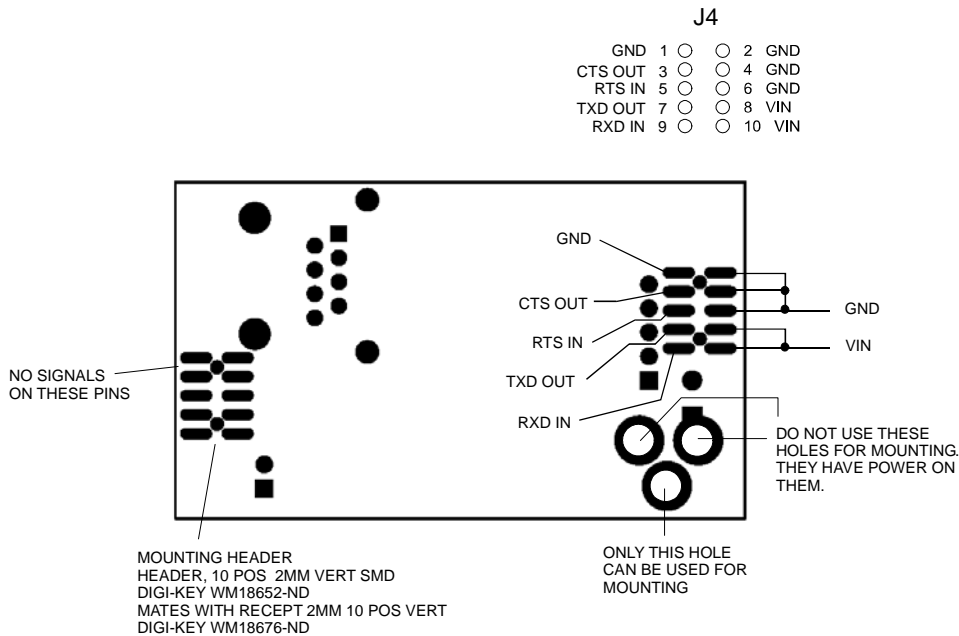 J4
GND 1 2 GND
CTS OUT 3 4 GND
RTS IN 5 6 GND
TXD OUT 7 8 VIN
RXD IN 9 10 VIN
GND
CTS OUT
RTS IN
TXD OUT
RXD IN
GND
VIN
NO SIGNALS
ON THESE PINS
DO NOT USE THESE
HOLES FOR MOUNTING.
THEY HAVE POWER ON
THEM.
MOUNTING HEADER
HEADER, 10 POS 2MM VERT SMD
DIGI-KEY WM18652-ND
MATES WITH RECEPT 2MM 10 POS VERT
DIGI-KEY WM18676-ND
ONLY THIS HOLE
CAN BE USED FOR
MOUNTING